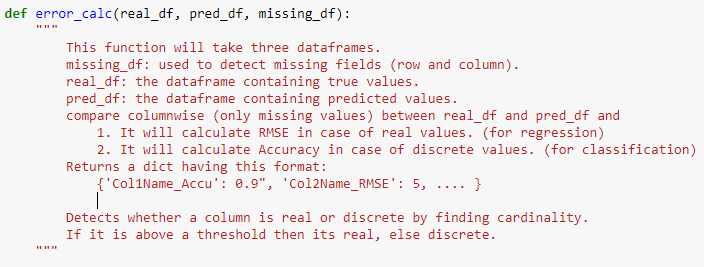 def error_calc(real_df, pred_df, missing_df):
"""
This function will take three dataframes.
missing_df: used to detect missing fields (row and column).
real_df: the dataframe containing true values.
pred_df: the dataframe containing predicted values.
compare columnwise (only missing values) between real_df and pred_df and
1. It will calculate RMSE in case of real values. (for regression)
2. It will calculate Accuracy in case of discrete values. (for classification)
Returns a dict having this format:
{'Col1Name_Accu': 0.9", 'Col2Name_RMSE': 5, .... }
Detects whether a column is real or discrete by finding cardinality.
If it is above a threshold then its real, else discrete.
"""